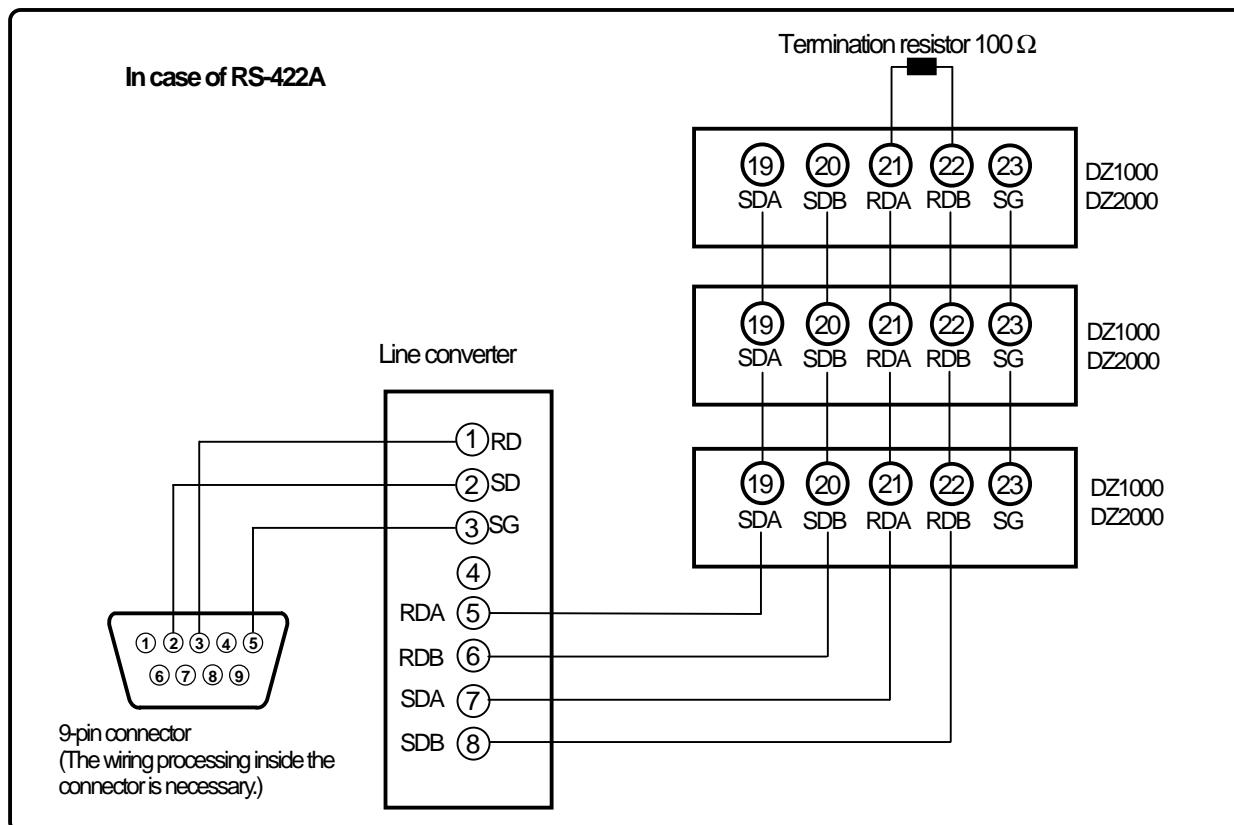 Termination resistor 100 Ω
In case of RS-422A
19 20 21 22 23
SDA SDB RDA RDB SG
DZ1000
DZ2000
19 20 21 22 23
SDA SDB RDA RDB SG
DZ1000
DZ2000
Line converter
1 RD
2 SD
3 SG
4
RDA 5
RDB 6
SDA 7
SDB 8
19 20 21 22 23
SDA SDB RDA RDB SG
DZ1000
DZ2000
1 2 3 4 5
6 7 8 9
9-pin connector
(The wiring processing inside the
connector is necessary.)